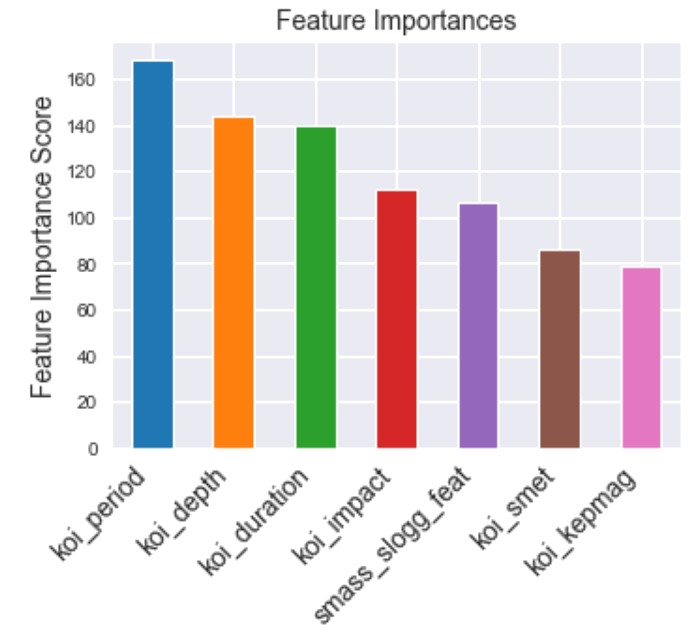 Feature Importances
Feature Importance Score
160
140
120
100
80
60
40
20
0
koi_period
koi_depth
koi_duration
koi_impact
smass_slogg_feat
koi_smet
koi_kepmag